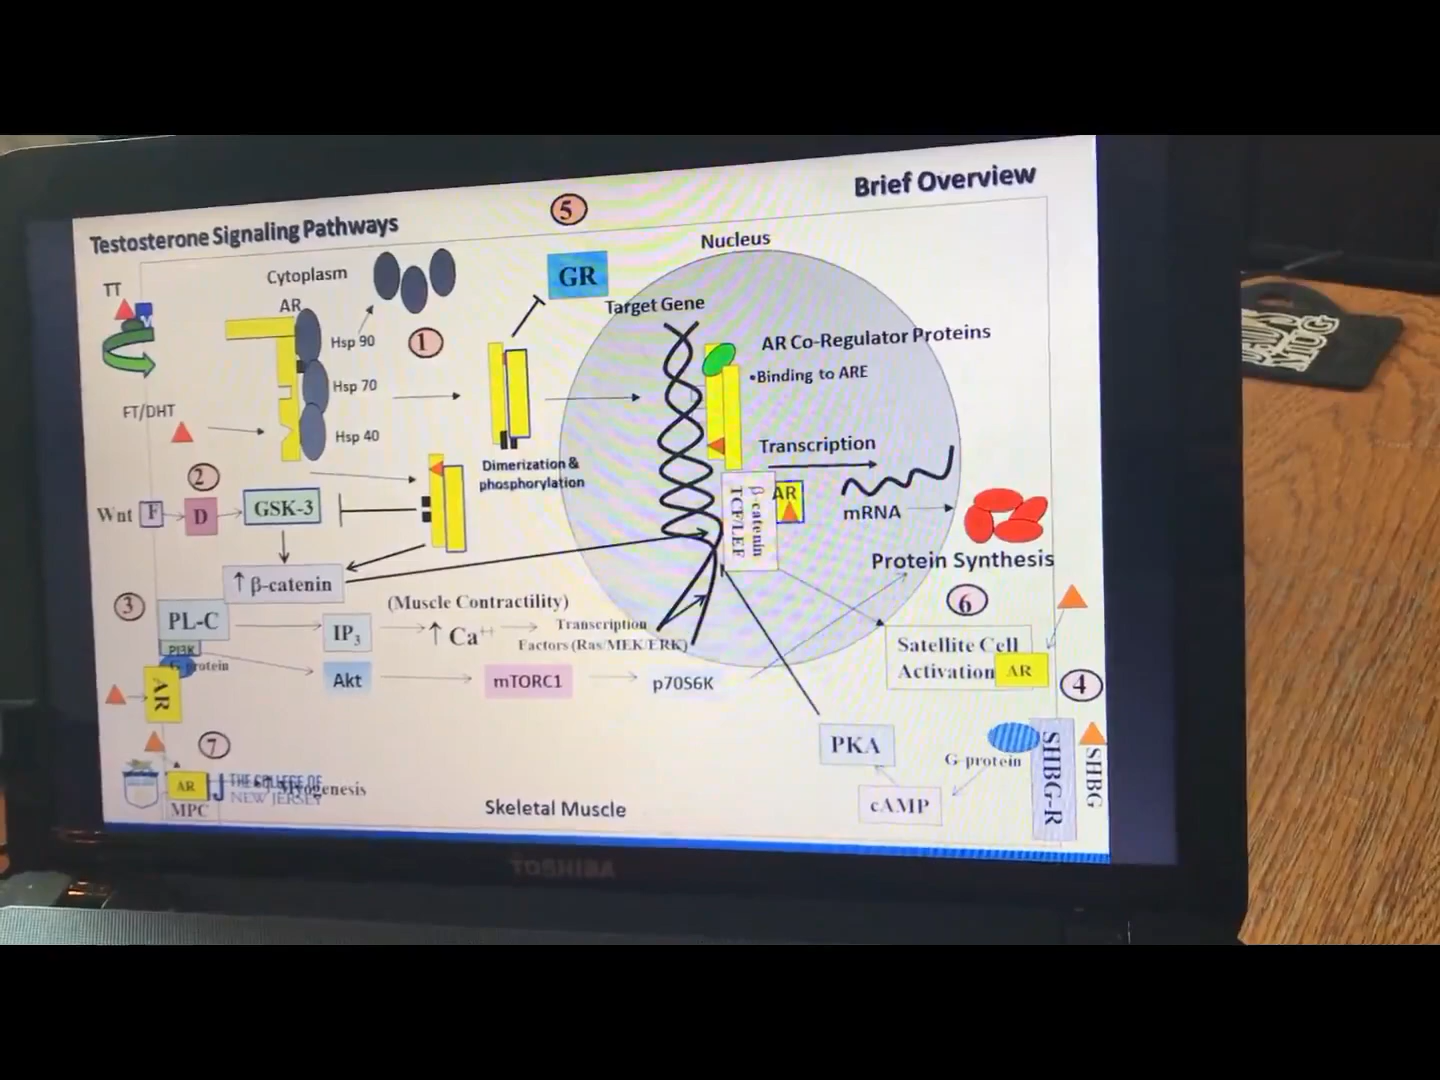 Brief Overview
Testosterone Signaling Pathways
5
Nucleus
Cytoplasm
GR
TT
AR
Target Gene
Hsp 90
1
AR Co-Regulator Proteins
•Binding to ARE
Hsp 70
FT/DHT
Hsp 40
Transcription
Dimerization &
phosphorylation
2
Wnt
F
D
GSK-3
β-catenin
TCF/LEF
AR
mRNA
Protein Synthesis
↑ β-catenin
3
(Muscle Contractility)
6
PL-C
IP3
↑ Ca++
Transcription
Factors (Ras/MEK/ERK)
Satellite Cell
Activation
AR
PI3K
G-protein
Akt
mTORC1
p70S6K
4
AR
7
PKA
G-protein
SHBG-R
SHBG
AR
THE COLLEGE OF
NEW JERSEY
Myogenesis
MPC
Skeletal Muscle
cAMP
TOSHIBA
MUG